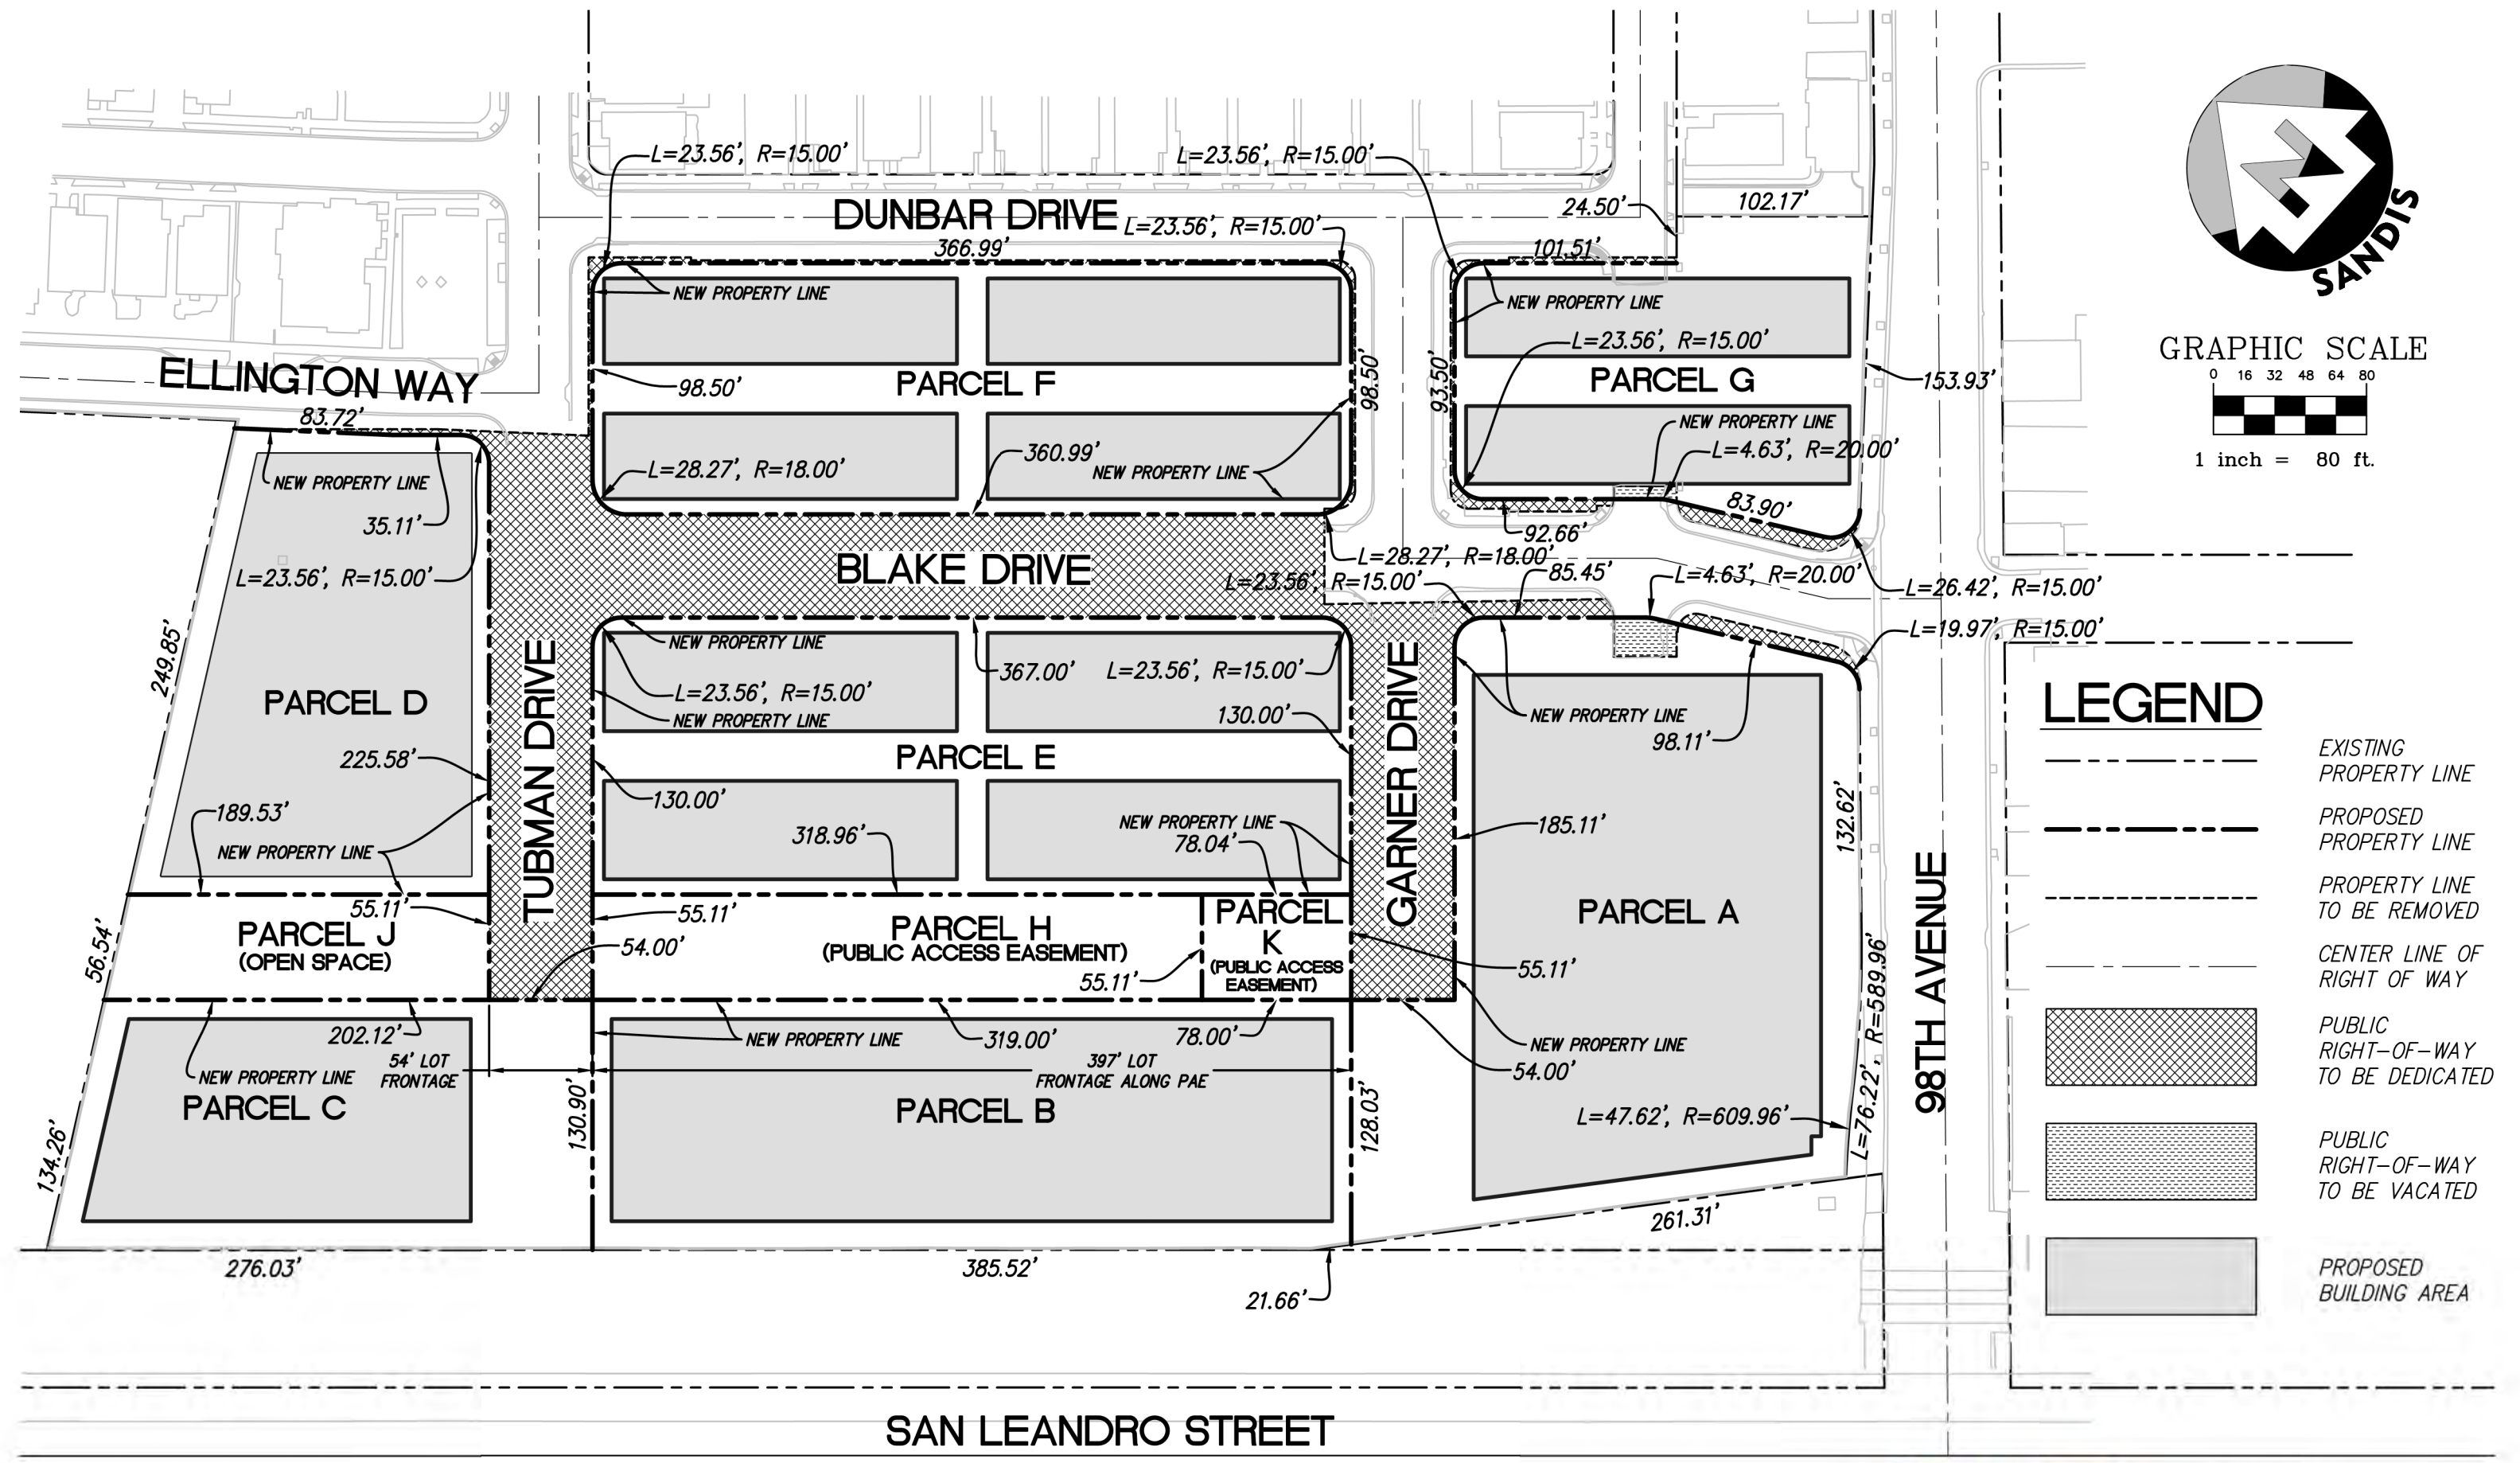 L=23.56', R=15.00'
L=23.56', R=15.00'
DUNBAR DRIVE
L=23.56', R=15.00'
24.50'
102.17'
366.99'
101.51'
N
SANDIS
GRAPHIC SCALE
0 16 32 48 64 80
1 inch = 80 ft.
NEW PROPERTY LINE
NEW PROPERTY LINE
L=23.56', R=15.00'
ELLINGTON WAY
98.50'
PARCEL F
98.50'
93.50'
PARCEL G
153.93'
83.72'
NEW PROPERTY LINE
360.99'
L=4.63', R=20.00'
L=28.27', R=18.00'
NEW PROPERTY LINE
NEW PROPERTY LINE
35.11'
83.90'
92.66'
L=28.27', R=18.00'
BLAKE DRIVE
L=23.56', R=15.00'
L=23.56', R=15.00'
85.45'
L=4.63', R=20.00'
L=26.42', R=15.00'
L=19.97', R=15.00'
249.85'
NEW PROPERTY LINE
367.00'
L=23.56', R=15.00'
L=23.56', R=15.00'
PARCEL D
TUBMAN DRIVE
NEW PROPERTY LINE
130.00'
GARNER DRIVE
NEW PROPERTY LINE
98.11'
225.58'
PARCEL E
130.00'
189.53'
318.96'
NEW PROPERTY LINE
78.04'
185.11'
132.62'
NEW PROPERTY LINE
55.11'
55.11'
PARCEL J
(OPEN SPACE)
56.54'
54.00'
PARCEL H
(PUBLIC ACCESS EASEMENT)
55.11'
PARCEL
K
(PUBLIC ACCESS
EASEMENT)
55.11'
PARCEL A
98TH AVENUE
202.12'
NEW PROPERTY LINE
319.00'
78.00'
NEW PROPERTY LINE
54.00'
54' LOT
FRONTAGE
397' LOT
FRONTAGE ALONG PAE
NEW PROPERTY LINE
PARCEL C
PARCEL B
134.26'
130.90'
128.03'
L=47.62', R=609.96'
L=76.22', R=589.96'
261.31'
276.03'
385.52'
21.66'
SAN LEANDRO STREET
LEGEND
EXISTING
PROPERTY LINE
PROPOSED
PROPERTY LINE
PROPERTY LINE
TO BE REMOVED
CENTER LINE OF
RIGHT OF WAY
PUBLIC
RIGHT-OF-WAY
TO BE DEDICATED
PUBLIC
RIGHT-OF-WAY
TO BE VACATED
PROPOSED
BUILDING AREA